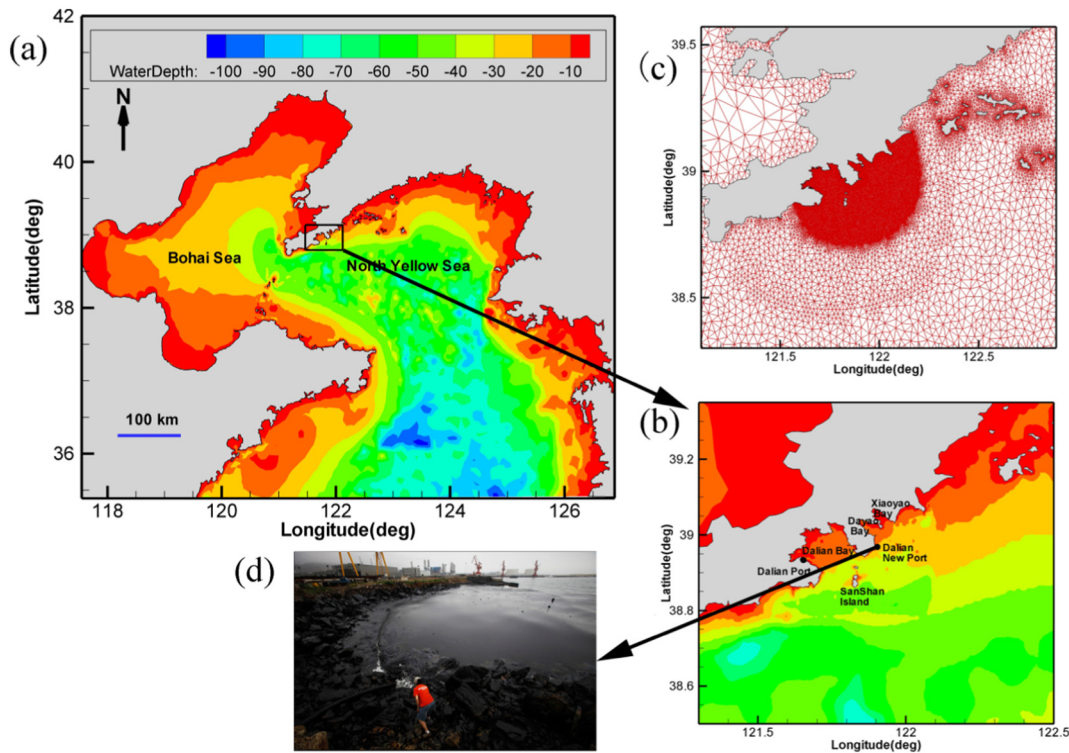 (a)
42
40
38
36
Latitude(deg)
-100 -90 -80 -70 -60 -50 -40 -30 -20 -10
WaterDepth:
N
Bohai Sea
North Yellow Sea
100 km
118 120 122 124 126
Longitude(deg)
(c)
39.5
39
38.5
Latitude(deg)
121.5 122 122.5
Longitude(deg)
(b)
39.2
39
38.8
38.6
Latitude(deg)
Xiaoyao
Bay
Dayao
Bay
Dalian Bay
Dalian
New Port
Dalian Port
SanShan
Island
121.5 122 122.5
Longitude(deg)
(d)